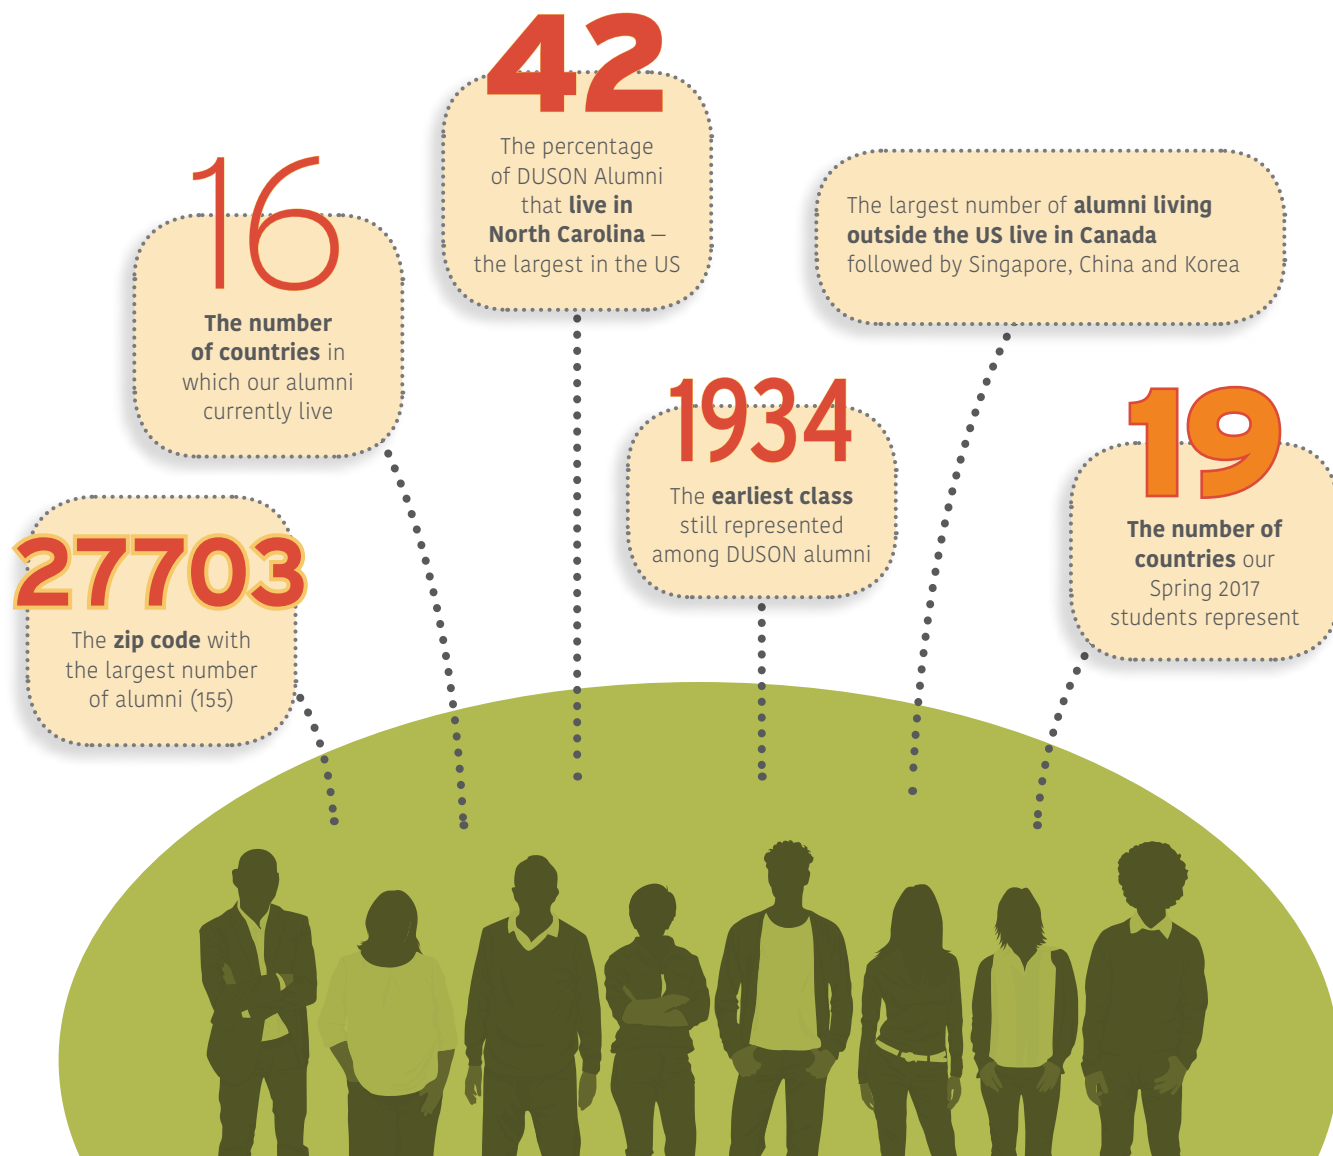 42
The percentage
of DUSON Alumni
that live in
North Carolina –
the largest in the US
16
The number
of countries in
which our alumni
currently live
The largest number of alumni living
outside the US live in Canada
followed by Singapore, China and Korea
1934
The earliest class
still represented
among DUSON alumni
19
The number of
countries our
Spring 2017
students represent
27703
The zip code with
the largest number
of alumni (155)